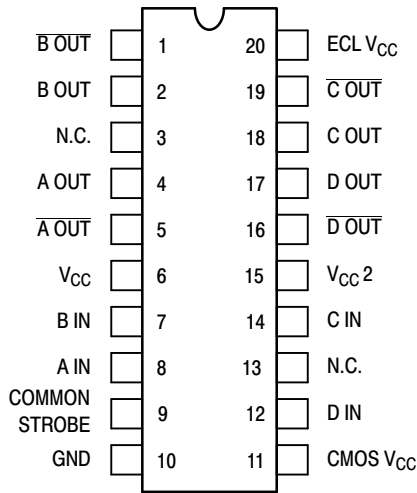 B OUT 1 20 ECL VCC
B OUT 2 19 C OUT
N.C. 3 18 C OUT
A OUT 4 17 D OUT
A OUT 5 16 D OUT
VCC 6 15 VCC 2
B IN 7 14 C IN
A IN 8 13 N.C.
COMMON
STROBE 9 12 D IN
GND 10 11 CMOS VCC